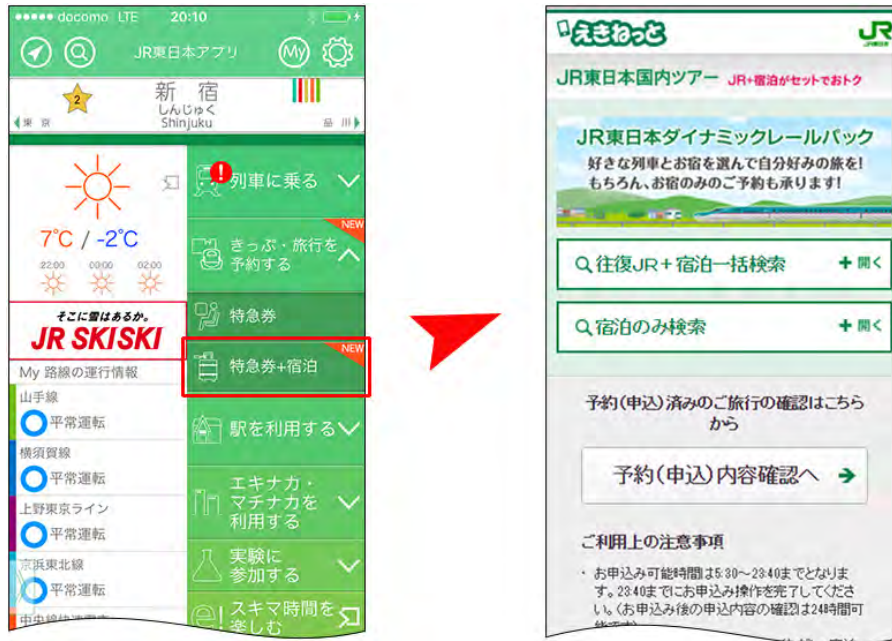 docomo LTE 20:10
JR東日本アプリ
My
2
新宿
しんじゅく
Shinjuku
東京
品川
7℃ / -2℃
22:00 00:00 02:00
そこに雪はあるか。
JR SKISKI
My 路線の運行情報
山手線
平常運転
横須賀線
平常運転
上野東京ライン
平常運転
京浜東北線
平常運転
列車に乗る
NEW
きっぷ・旅行を
予約する
特急券
NEW
特急券+宿泊
駅を利用する
エキナカ・
マチナカを
利用する
実験に
参加する
スキマ時間を
楽しむ
えきねっと
JR
JR東日本国内ツアー JR+宿泊がセットでおトク
JR東日本ダイナミックレールパック
好きな列車とお宿を選んで自分好みの旅を!
もちろん、お宿のみのご予約も承ります!
往復JR+宿泊一括検索 +開く
宿泊のみ検索 +開く
予約(申込)済みのご旅行の確認はこちら
から
予約(申込)内容確認へ
ご利用上の注意事項
・お申込み可能時間は5:30~23:40までとなりま
す。23:40までにお申込み操作を完了してくださ
い。(お申込み後の申込内容の確認は24時間可